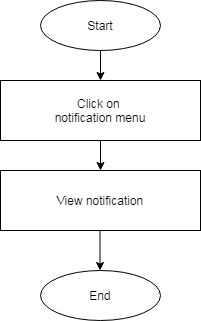 Start
Click on
notification menu
View notification
End